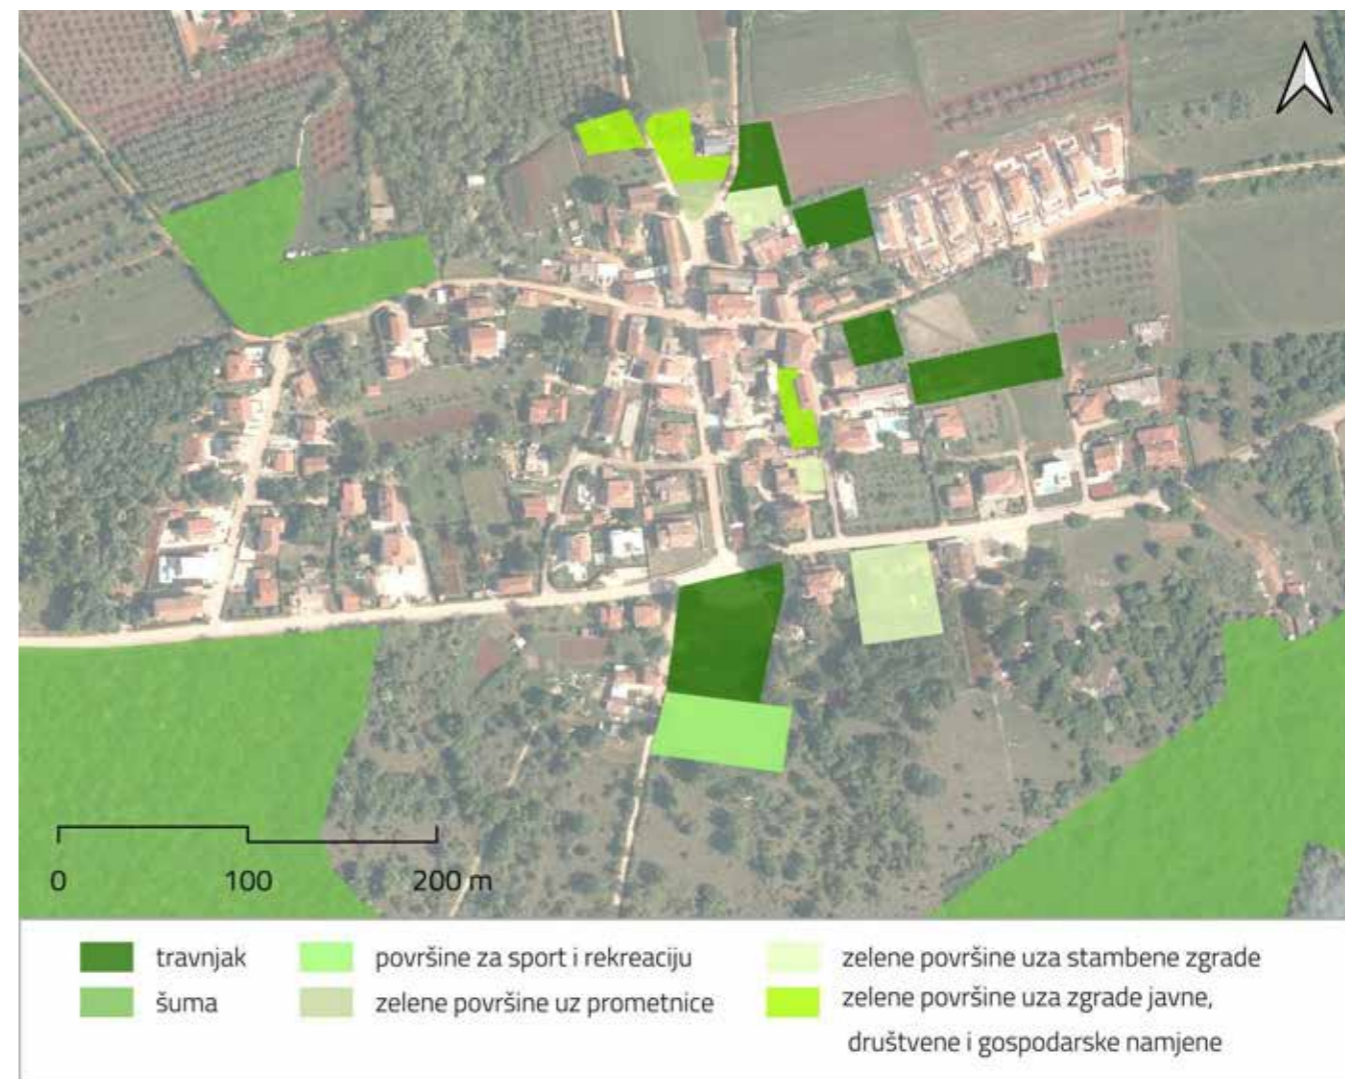 0 100 200 m
travnjak
šuma
površine za sport i rekreaciju
zelene površine uz prometnice
zelene površine uza stambene zgrade
zelene površine uza zgrade javne,
društvene i gospodarske namjene